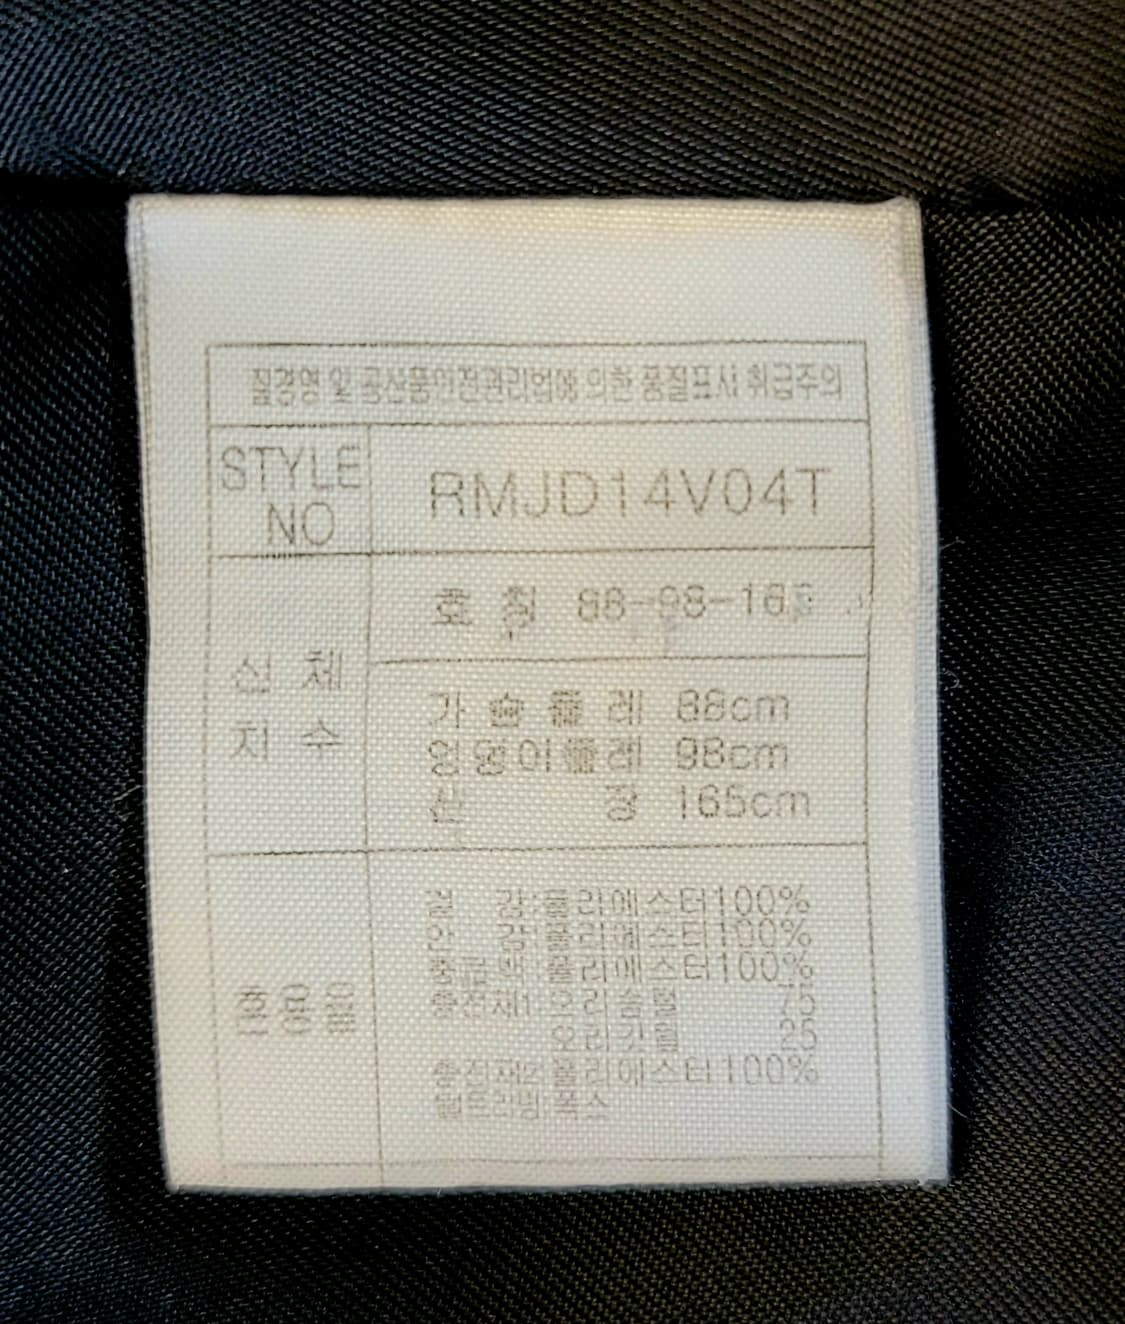 질경영 및 공산품안전관리법에 의한 품질표시 취급주의
STYLE NO
RMJD14V04T
신체 치수
호 칭 88-98-165
가 슴 둘 레 88cm
엉덩이둘레 98cm
신 장 165cm
혼용율
겉 감:폴리에스터100%
안 감:폴리에스터100%
폴리에스터100%
충전재1:오리솜털 75
오리깃털 25
충전재2:폴리에스터100%
털트리밍:폭스